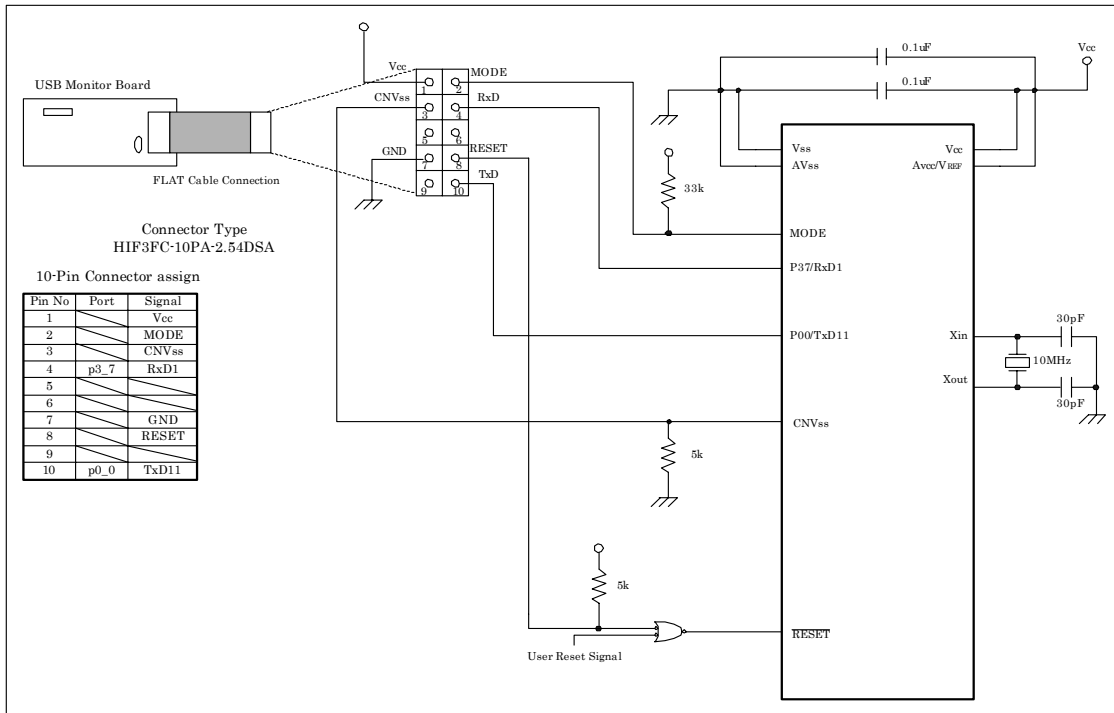 0.1uF
Vcc
0.1uF
USB Monitor Board
Vcc
MODE
1
2
CNVss
RxD
3
4
5
6
GND
RESET
7
8
TxD
9
10
FLAT Cable Connection
Connector Type
HIF3FC-10PA-2.54DSA
10-Pin Connector assign
Pin No Port Signal
1 Vcc
2 MODE
3 CNVss
4 p3_7 RxD1
5
6
7 GND
8 RESET
9
10 p0_0 TxD11
Vss
AVss
Vcc
Avcc/VREF
33k
MODE
P37/RxD1
P00/TxD11
Xin
30pF
10MHz
Xout
30pF
CNVss
5k
5k
User Reset Signal
RESET